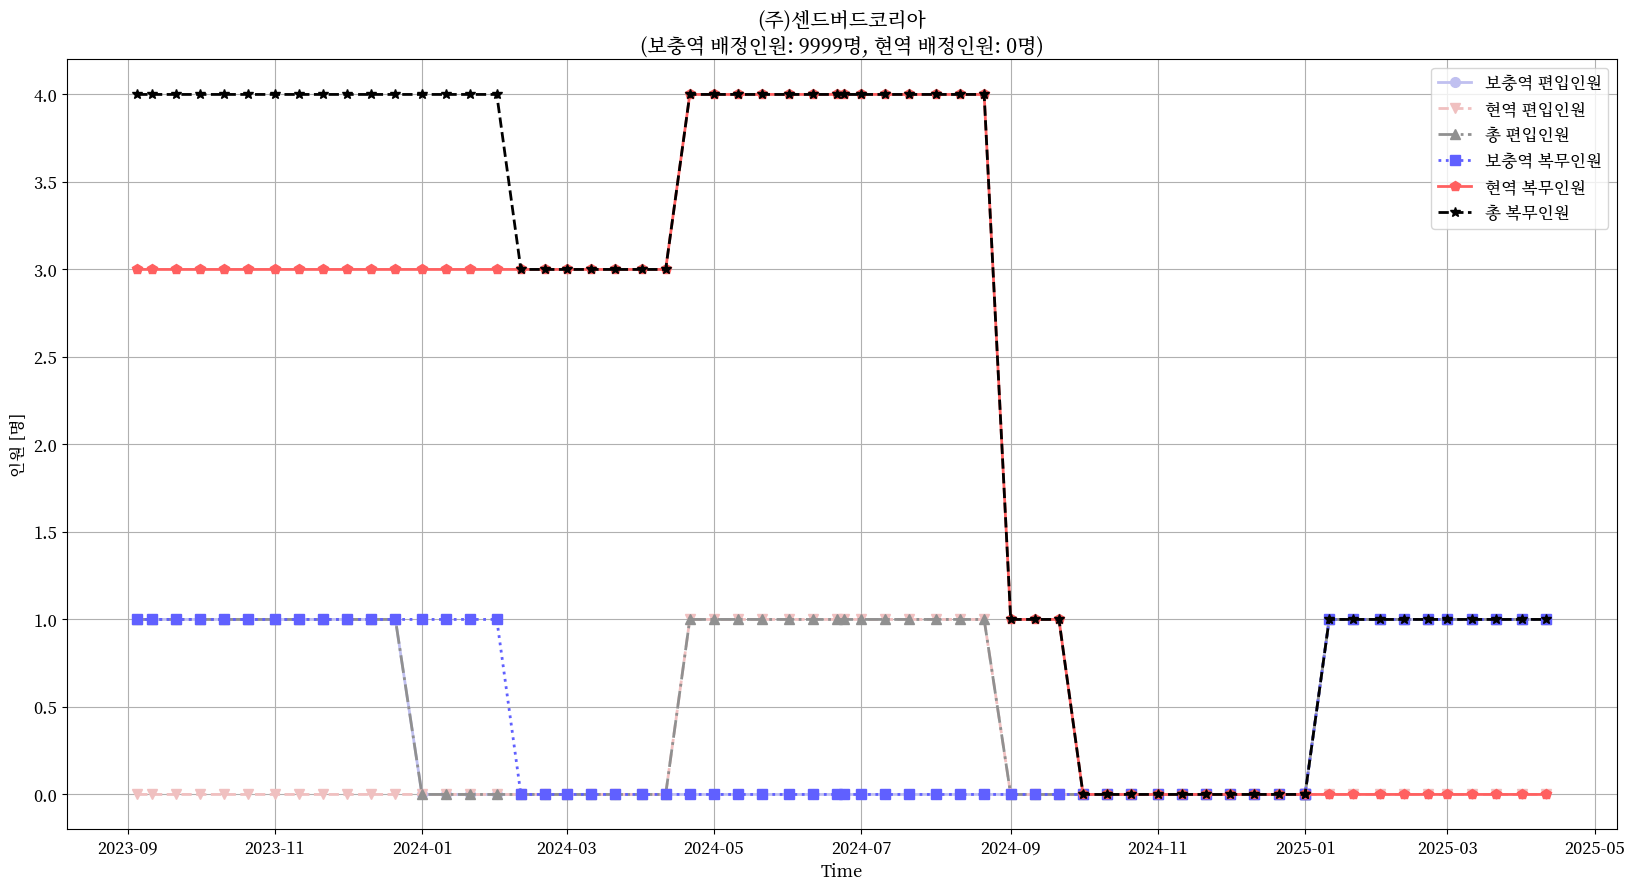 (주)센드버드코리아
(보충역 배정인원: 9999명, 현역 배정인원: 0명)
보충역 편입인원
현역 편입인원
총 편입인원
보충역 복무인원
현역 복무인원
총 복무인원
인원 [명]
4.0
3.5
3.0
2.5
2.0
1.5
1.0
0.5
0.0
2023-09 2023-11 2024-01 2024-03 2024-05 2024-07 2024-09 2024-11 2025-01 2025-03 2025-05
Time